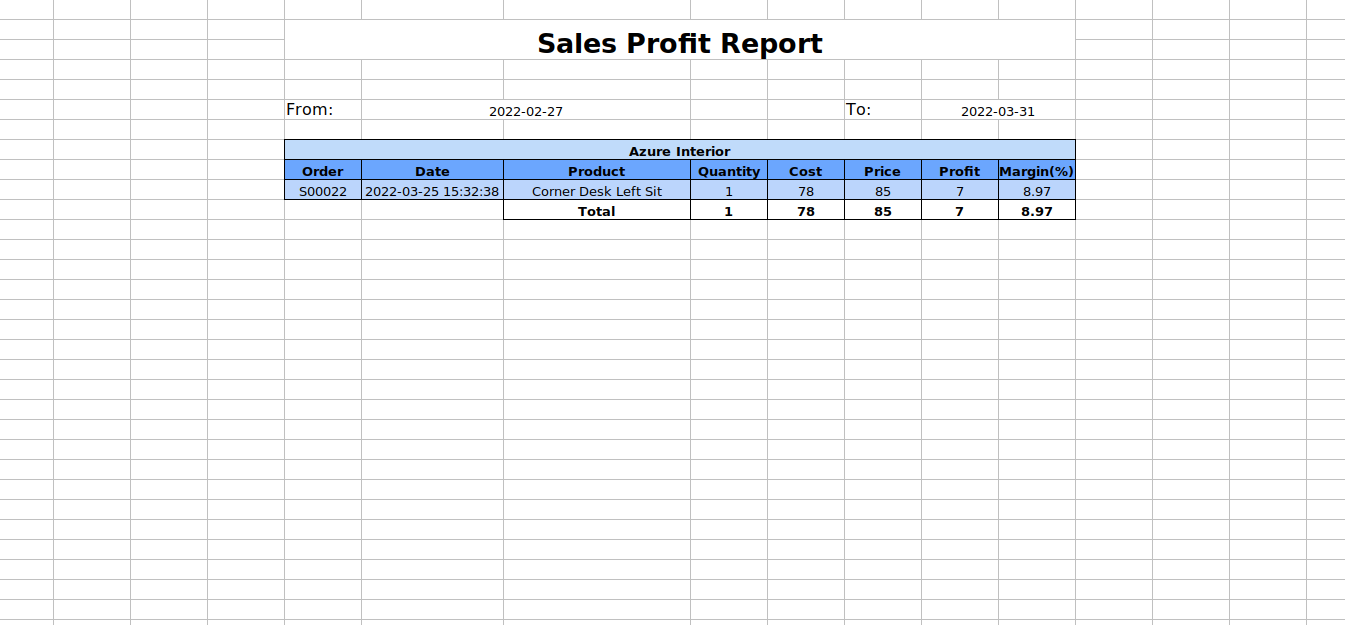 Sales Profit Report
From: 2022-02-27 To: 2022-03-31
Azure Interior
Order Date Product Quantity Cost Price Profit Margin(%)
S00022 2022-03-25 15:32:38 Corner Desk Left Sit 1 78 85 7 8.97
Total 1 78 85 7 8.97